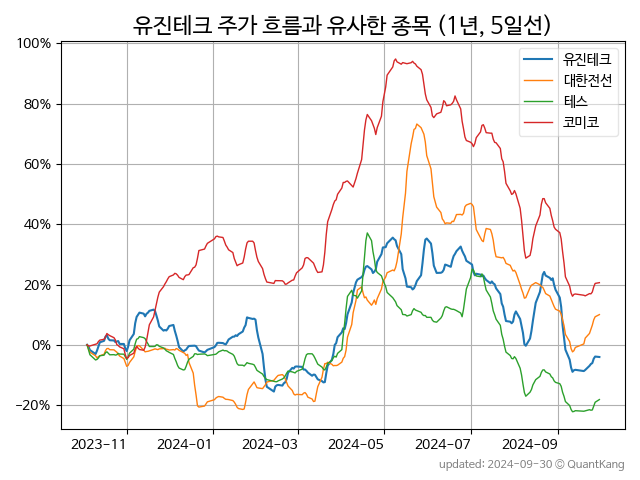 유진테크 주가 흐름과 유사한 종목 (1년, 5일선)
100%
80%
60%
40%
20%
0%
−20%
유진테크
대한전선
테스
코미코
2023-11
2024-01
2024-03
2024-05
2024-07
2024-09
updated: 2024-09-30 © QuantKang